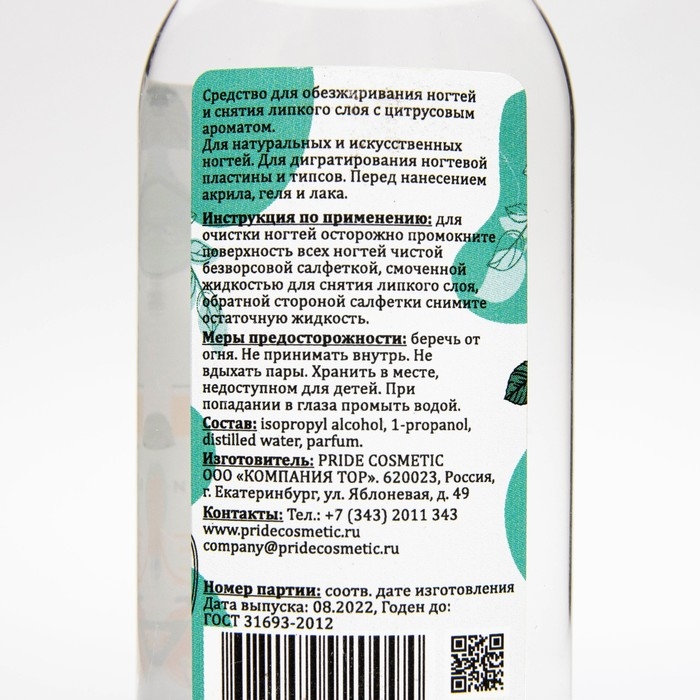 Средство для обезжиривания ногтей
и снятия липкого слоя с цитрусовым
ароматом.
Для натуральных и искусственных
ногтей. Для дигратирования ногтевой
пластины и типсов. Перед нанесением
акрила, геля и лака.
Инструкция по применению: для
очистки ногтей осторожно промокните
поверхность всех ногтей чистой
безворсовой салфеткой, смоченной
жидкостью для снятия липкого слоя,
обратной стороной салфетки снимите
остаточную жидкость.
Меры предосторожности: беречь от
огня. Не принимать внутрь. Не
вдыхать пары. Хранить в месте,
недоступном для детей. При
попадании в глаза промыть водой.
Состав: isopropyl alcohol, 1-propanol,
distilled water, parfum.
Изготовитель: PRIDE COSMETIC
ООО «КОМПАНИЯ ТОР». 620023, Россия,
г. Екатеринбург, ул. Яблоневая, д. 49
Контакты: Тел.: +7 (343) 2011 343
www.pridecosmetic.ru
company@pridecosmetic.ru
Номер партии: соотв. дате изготовления
Дата выпуска: 08.2022, Годен до:
ГОСТ 31693-2012